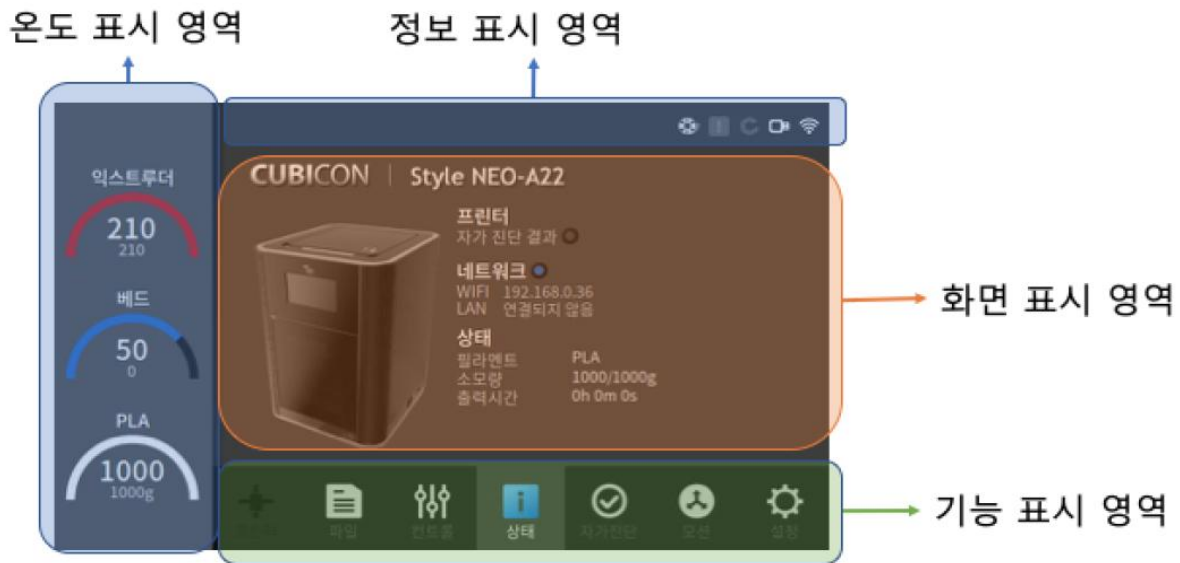 온도 표시 영역
정보 표시 영역
익스트루더
210
210
베드
50
0
PLA
1000
1000g
CUBICON | Style NEO-A22
프린터
자가 진단 결과
네트워크
WIFI 192.168.0.36
LAN 연결되지 않음
상태
필라멘트 PLA
소모량 1000/1000g
출력시간 0h 0m 0s
화면 표시 영역
파일 컨트롤 상태 자가진단 모션 설정
기능 표시 영역